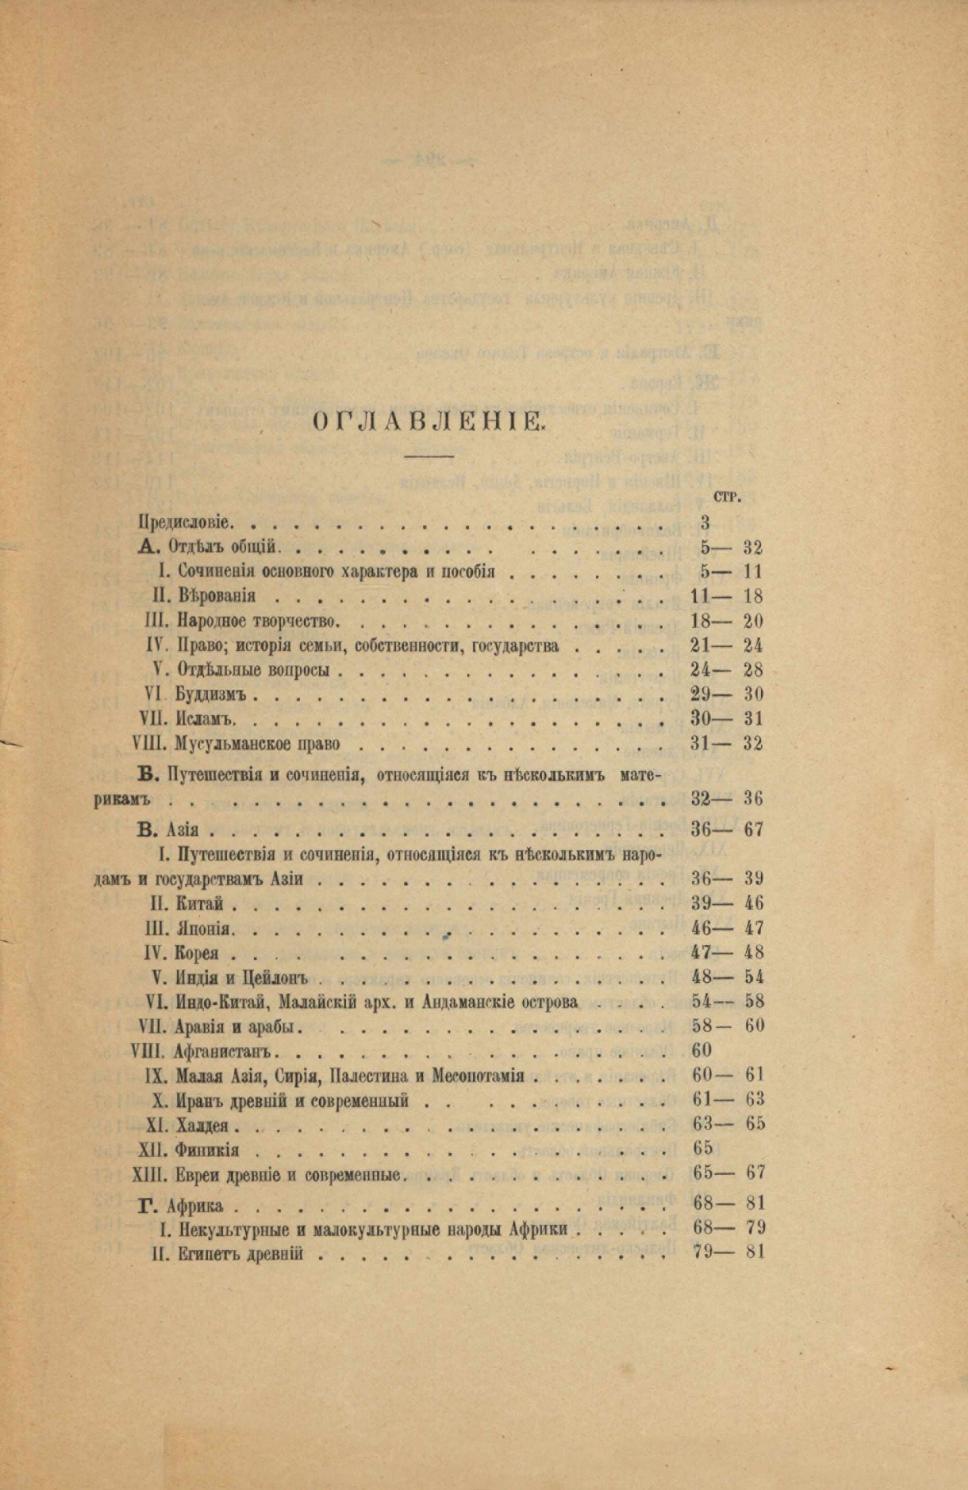 ОГЛАВЛЕНІЕ.
СТР.
Предисловіе. . . . . . . . . . . . . . . . . . . . . 3
А. Отдѣлъ общій. . . . . . . . . . . . . . . . . . 5— 32
I. Сочиненія основного характера и пособія . . . . . . . . 5— 11
II. Вѣрованія . . . . . . . . . . . . . . . . . . . 11— 18
III. Народное творчество. . . . . . . . . . . . . . . . 18— 20
IV. Право; исторія семьи, собственности, государства . . . . . 21— 24
V. Отдѣльные вопросы . . . . . . . . . . . . . . . . 24— 28
VI. Буддизмъ . . . . . . . . . . . . . . . . . . . . 29— 30
VII. Исламъ. . . . . . . . . . . . . . . . . . . . . 30— 31
VIII. Мусульманское право . . . . . . . . . . . . . . . 31— 32
Б. Путешествія и сочиненія, относящіяся къ нѣсколькимъ мате-
рикамъ . . . . . . . . . . . . . . . . . . . . . . 32— 36
В. Азія . . . . . . . . . . . . . . . . . . . . . . 36— 67
I. Путешествія и сочиненія, относящіяся къ нѣсколькимъ наро-
дамъ и государствамъ Азіи . . . . . . . . . . . . . . . . . 36— 39
II. Китай . . . . . . . . . . . . . . . . . . . . . 39— 46
III. Японія. . . . . . . . . . . . . . . . . . . . . 46— 47
IV. Корея . . . . . . . . . . . . . . . . . . . . 47— 48
V. Индія и Цейлонъ . . . . . . . . . . . . . . . . . 48— 54
VI. Индо-Китай, Малайскій арх. и Андаманскіе острова . . . . 54— 58
VII. Аравія и арабы. . . . . . . . . . . . . . . . . 58— 60
VIII. Афганистанъ. . . . . . . . . . . . . . . . . . . 60
IX. Малая Азія, Сирія, Палестина и Месопотамія . . . . . . . 60— 61
X. Иранъ древній и современный . . . . . . . . . . . 61— 63
XI. Халдея . . . . . . . . . . . . . . . . . . . . . 63— 65
XII. Финикія . . . . . . . . . . . . . . . . . . . . 65
XIII. Евреи древніе и современные. . . . . . . . . . . . . 65— 67
Г. Африка . . . . . . . . . . . . . . . . . . . . . 68— 81
I. Некультурные и малокультурные народы Африки . . . . . 68— 79
II. Египетъ древній . . . . . . . . . . . . . . . . . 79— 81